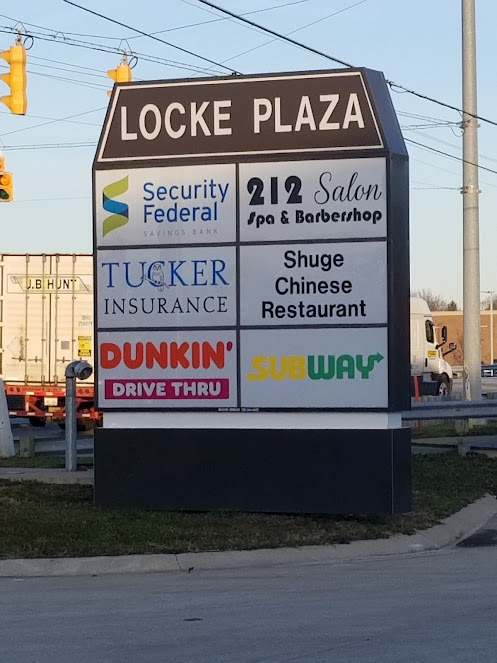 LOCKE PLAZA
Security
Federal
SAVINGS BANK
212 Salon
Spa & Barbershop
TUCKER
INSURANCE
Shuge
Chinese
Restaurant
DUNKIN'
DRIVE THRU
SUBWAY
J.B. HUNT